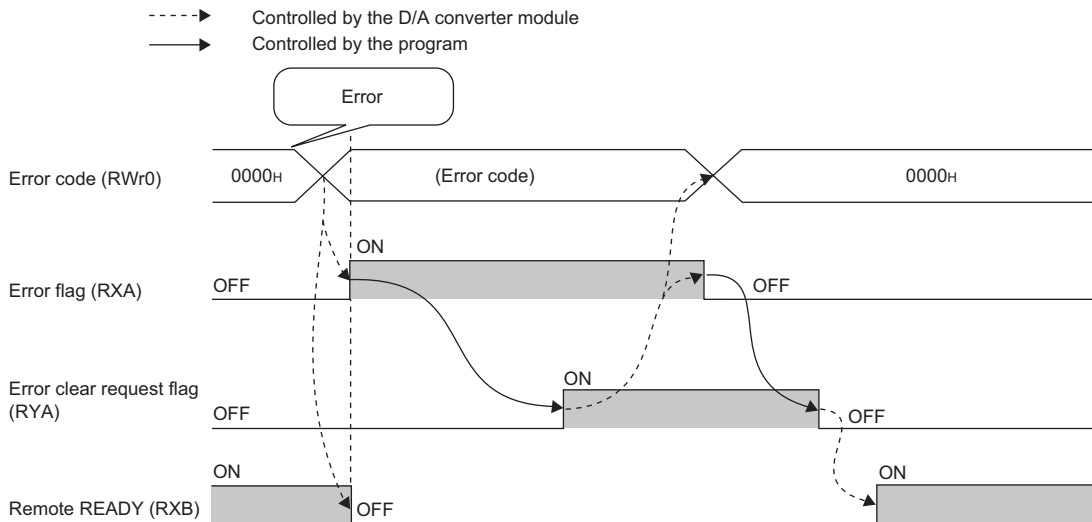 Controlled by the D/A converter module
Controlled by the program
Error
Error code (RWr0)
0000H
(Error code)
0000H
ON
Error flag (RXA)
OFF
OFF
Error clear request flag
(RYA)
ON
OFF
OFF
ON
ON
Remote READY (RXB)
OFF